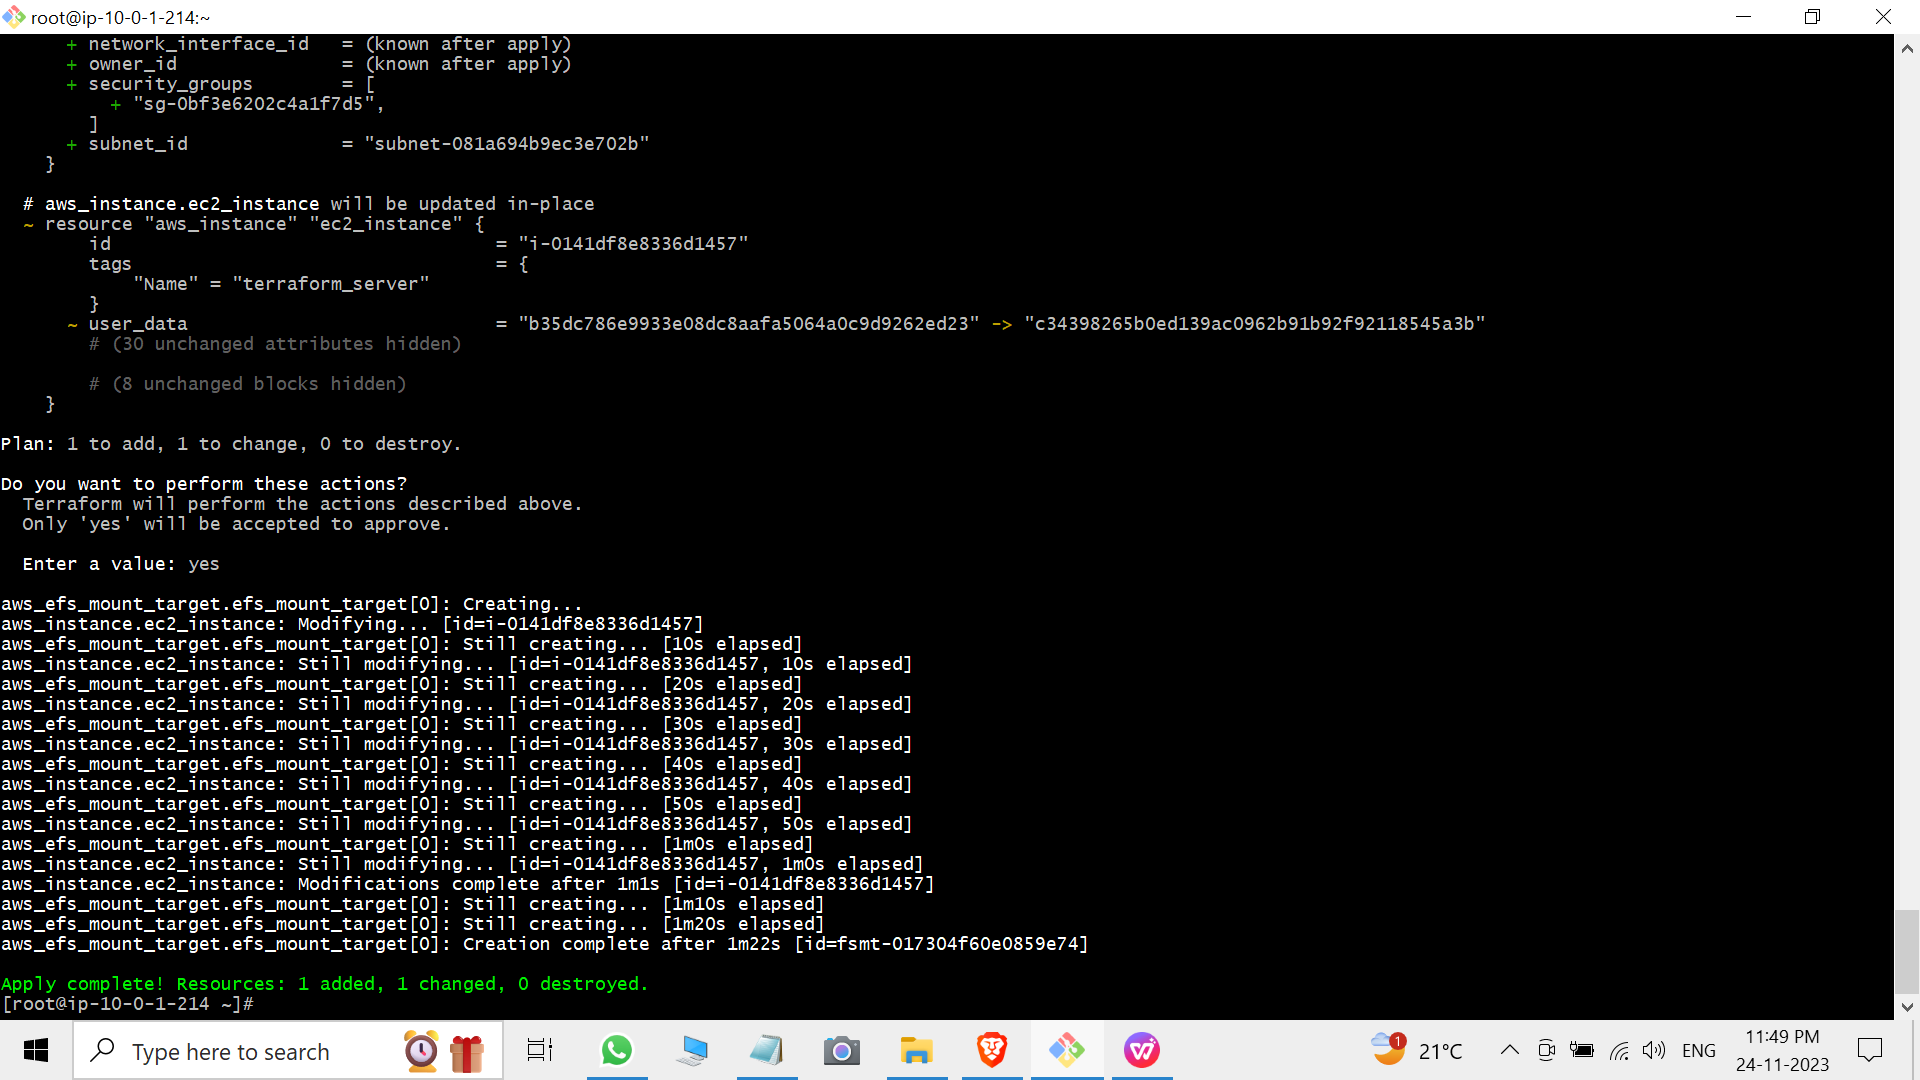 root@ip-10-0-1-214:~
+ network_interface_id   = (known after apply)
+ owner_id               = (known after apply)
+ security_groups        = [
+ "sg-0bf3e6202c4a1f7d5",
]
+ subnet_id              = "subnet-081a694b9ec3e702b"
}
# aws_instance.ec2_instance will be updated in-place
~ resource "aws_instance" "ec2_instance" {
id                                   = "i-0141df8e8336d1457"
tags                                 = {
"Name" = "terraform_server"
}
~ user_data                            = "b35dc786e9933e08dc8aafa5064a0c9d9262ed23" -> "c34398265b0ed139ac0962b91b92f92118545a3b"
# (30 unchanged attributes hidden)
# (8 unchanged blocks hidden)
}
Plan: 1 to add, 1 to change, 0 to destroy.
Do you want to perform these actions?
Terraform will perform the actions described above.
Only 'yes' will be accepted to approve.
Enter a value: yes
aws_efs_mount_target.efs_mount_target[0]: Creating...
aws_instance.ec2_instance: Modifying... [id=i-0141df8e8336d1457]
aws_efs_mount_target.efs_mount_target[0]: Still creating... [10s elapsed]
aws_instance.ec2_instance: Still modifying... [id=i-0141df8e8336d1457, 10s elapsed]
aws_efs_mount_target.efs_mount_target[0]: Still creating... [20s elapsed]
aws_instance.ec2_instance: Still modifying... [id=i-0141df8e8336d1457, 20s elapsed]
aws_efs_mount_target.efs_mount_target[0]: Still creating... [30s elapsed]
aws_instance.ec2_instance: Still modifying... [id=i-0141df8e8336d1457, 30s elapsed]
aws_efs_mount_target.efs_mount_target[0]: Still creating... [40s elapsed]
aws_instance.ec2_instance: Still modifying... [id=i-0141df8e8336d1457, 40s elapsed]
aws_efs_mount_target.efs_mount_target[0]: Still creating... [50s elapsed]
aws_instance.ec2_instance: Still modifying... [id=i-0141df8e8336d1457, 50s elapsed]
aws_efs_mount_target.efs_mount_target[0]: Still creating... [1m0s elapsed]
aws_instance.ec2_instance: Still modifying... [id=i-0141df8e8336d1457, 1m0s elapsed]
aws_instance.ec2_instance: Modifications complete after 1m1s [id=i-0141df8e8336d1457]
aws_efs_mount_target.efs_mount_target[0]: Still creating... [1m10s elapsed]
aws_efs_mount_target.efs_mount_target[0]: Still creating... [1m20s elapsed]
aws_efs_mount_target.efs_mount_target[0]: Creation complete after 1m22s [id=fsmt-017304f60e0859e74]
Apply complete! Resources: 1 added, 1 changed, 0 destroyed.
[root@ip-10-0-1-214 ~]#
Type here to search
1
21°C
ENG
11:49 PM
24-11-2023